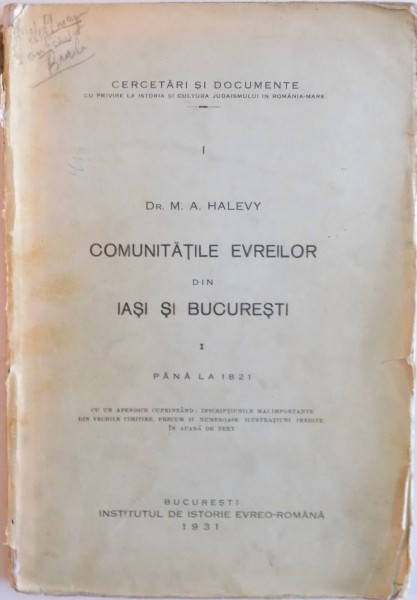 CERCETĂRI ȘI DOCUMENTE
CU PRIVIRE LA ISTORIA ȘI CULTURA JUDAISMULUI IN ROMÂNIA-MARE
I
DR. M. A. HALEVY
COMUNITĂȚILE EVREILOR
DIN
IAȘI ȘI BUCUREȘTI
I
PÂNĂ LA 1821
CU UN APENDICE CUPRINZÂND: INSCRIPȚIUNILE MAI IMPORTANTE
DIN VECHILE CIMITIRE, PRECUM ȘI NUMEROASE ILUSTRAȚIUNI INEDITE,
ÎN AFARĂ DE TEXT
BUCUREȘTI
INSTITUTUL DE ISTORIE EVREO-ROMÂNĂ
1931